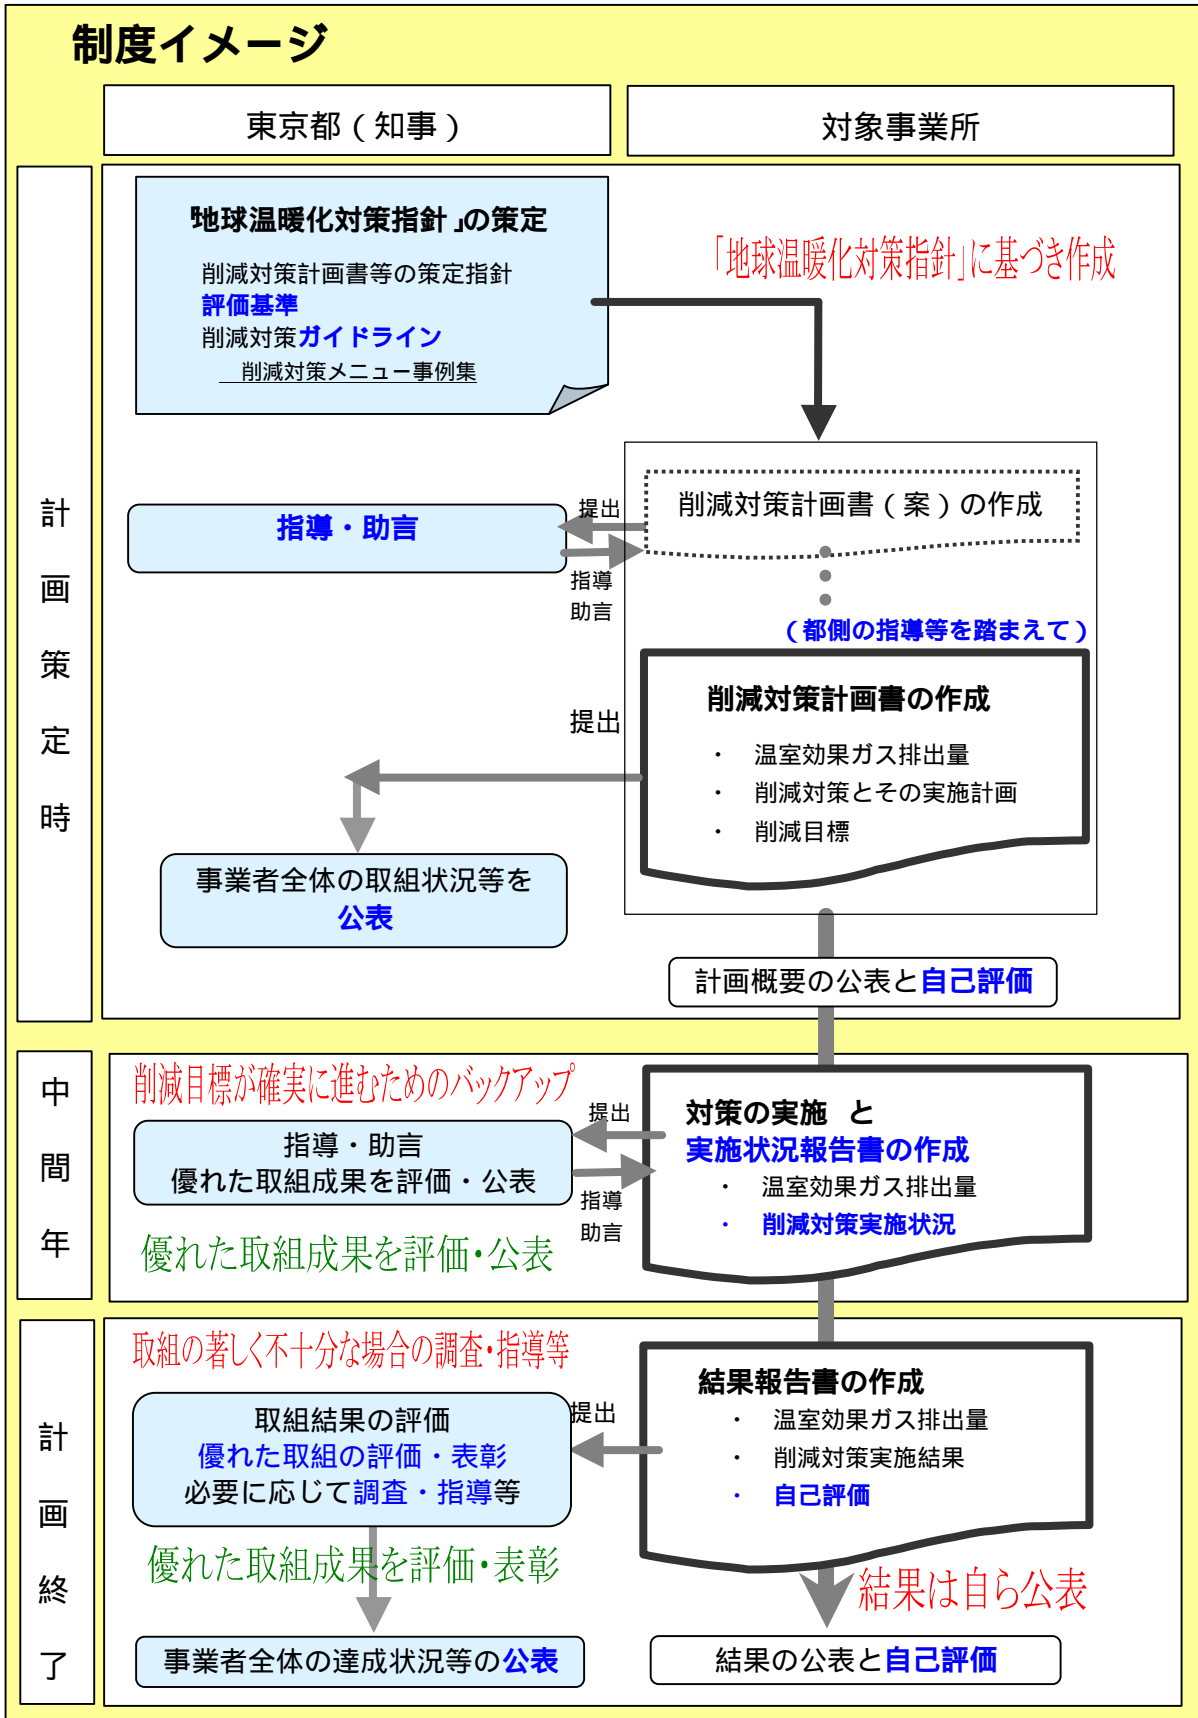 制度イメージ
東京都（知事）
対象事業所
計画策定時
「地球温暖化対策指針」の策定
削減対策計画書等の策定指針
評価基準
削減対策ガイドライン
削減対策メニュー事例集
「地球温暖化対策指針」に基づき作成
削減対策計画書（案）の作成
提出
指導・助言
指導
助言
（都側の指導等を踏まえて）
削減対策計画書の作成
・ 温室効果ガス排出量
・ 削減対策とその実施計画
・ 削減目標
提出
事業者全体の取組状況等を
公表
計画概要の公表と自己評価
中間年
削減目標が確実に進むためのバックアップ
指導・助言
優れた取組成果を評価・公表
提出
指導
助言
対策の実施 と
実施状況報告書の作成
・ 温室効果ガス排出量
・ 削減対策実施状況
優れた取組成果を評価・公表
計画終了
取組の著しく不十分な場合の調査・指導等
取組結果の評価
優れた取組の評価・表彰
必要に応じて調査・指導等
提出
結果報告書の作成
・ 温室効果ガス排出量
・ 削減対策実施結果
・ 自己評価
優れた取組成果を評価・表彰
結果は自ら公表
事業者全体の達成状況等の公表
結果の公表と自己評価